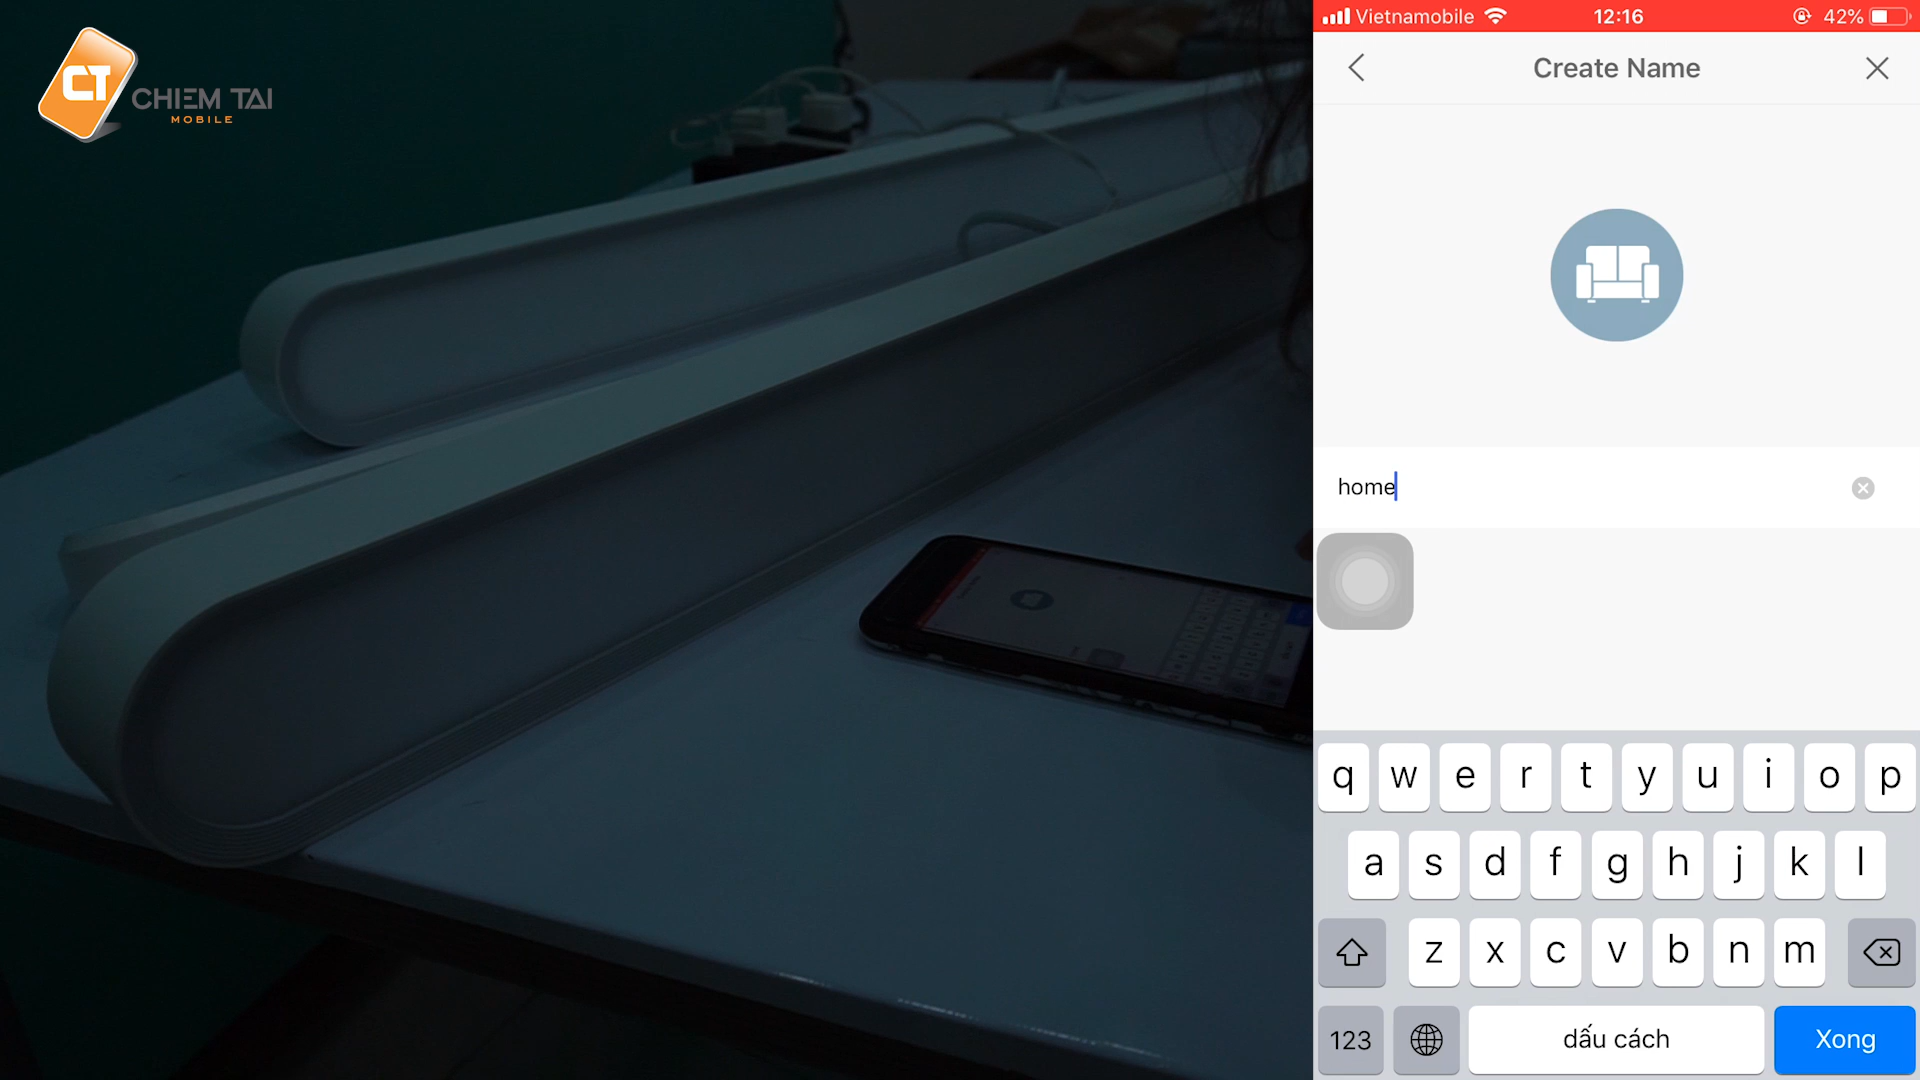 CT
CHIEM TAI
MOBILE
Vietnamobile
12:16
42%
Create Name
home
q w e r t y u i o p
a s d f g h j k l
z x c v b n m
123
dấu cách
Xong